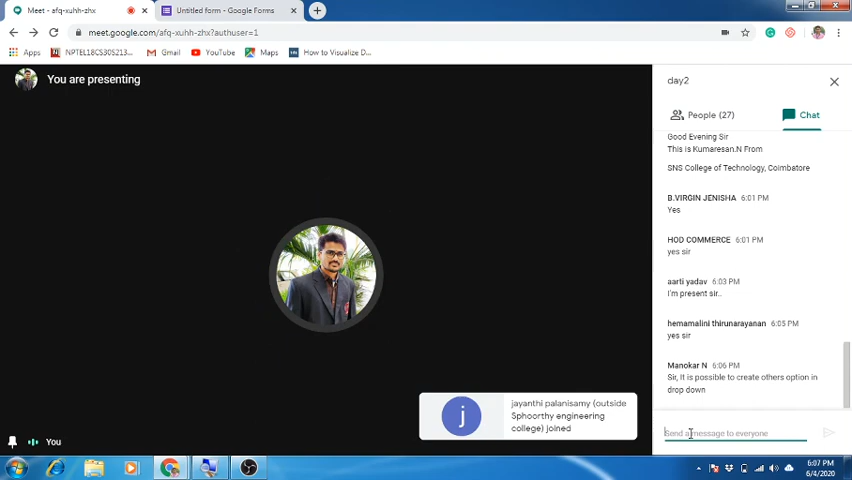 Meet - afq-xuhh-zhx
Untitled form - Google Forms
meet.google.com/afq-xuhh-zhx?authuser=1
Apps
NPTEL18CS30S213...
Gmail
YouTube
Maps
How to Visualize D...
You are presenting
day2
People (27)
Chat
Good Evening Sir
This is Kumaresan.N From
SNS College of Technology, Coimbatore
B.VIRGIN JENISHA 6:01 PM
Yes
HOD COMMERCE 6:01 PM
yes sir
aarti yadav 6:03 PM
I'm present sir..
hemamalini thirunarayanan 6:05 PM
yes sir
Manokar N 6:06 PM
Sir, It is possible to create others option in
drop down
j
jayanthi palanisamy (outside
Sphoorthy engineering
college) joined
Send a message to everyone
You
6:07 PM
6/4/2020